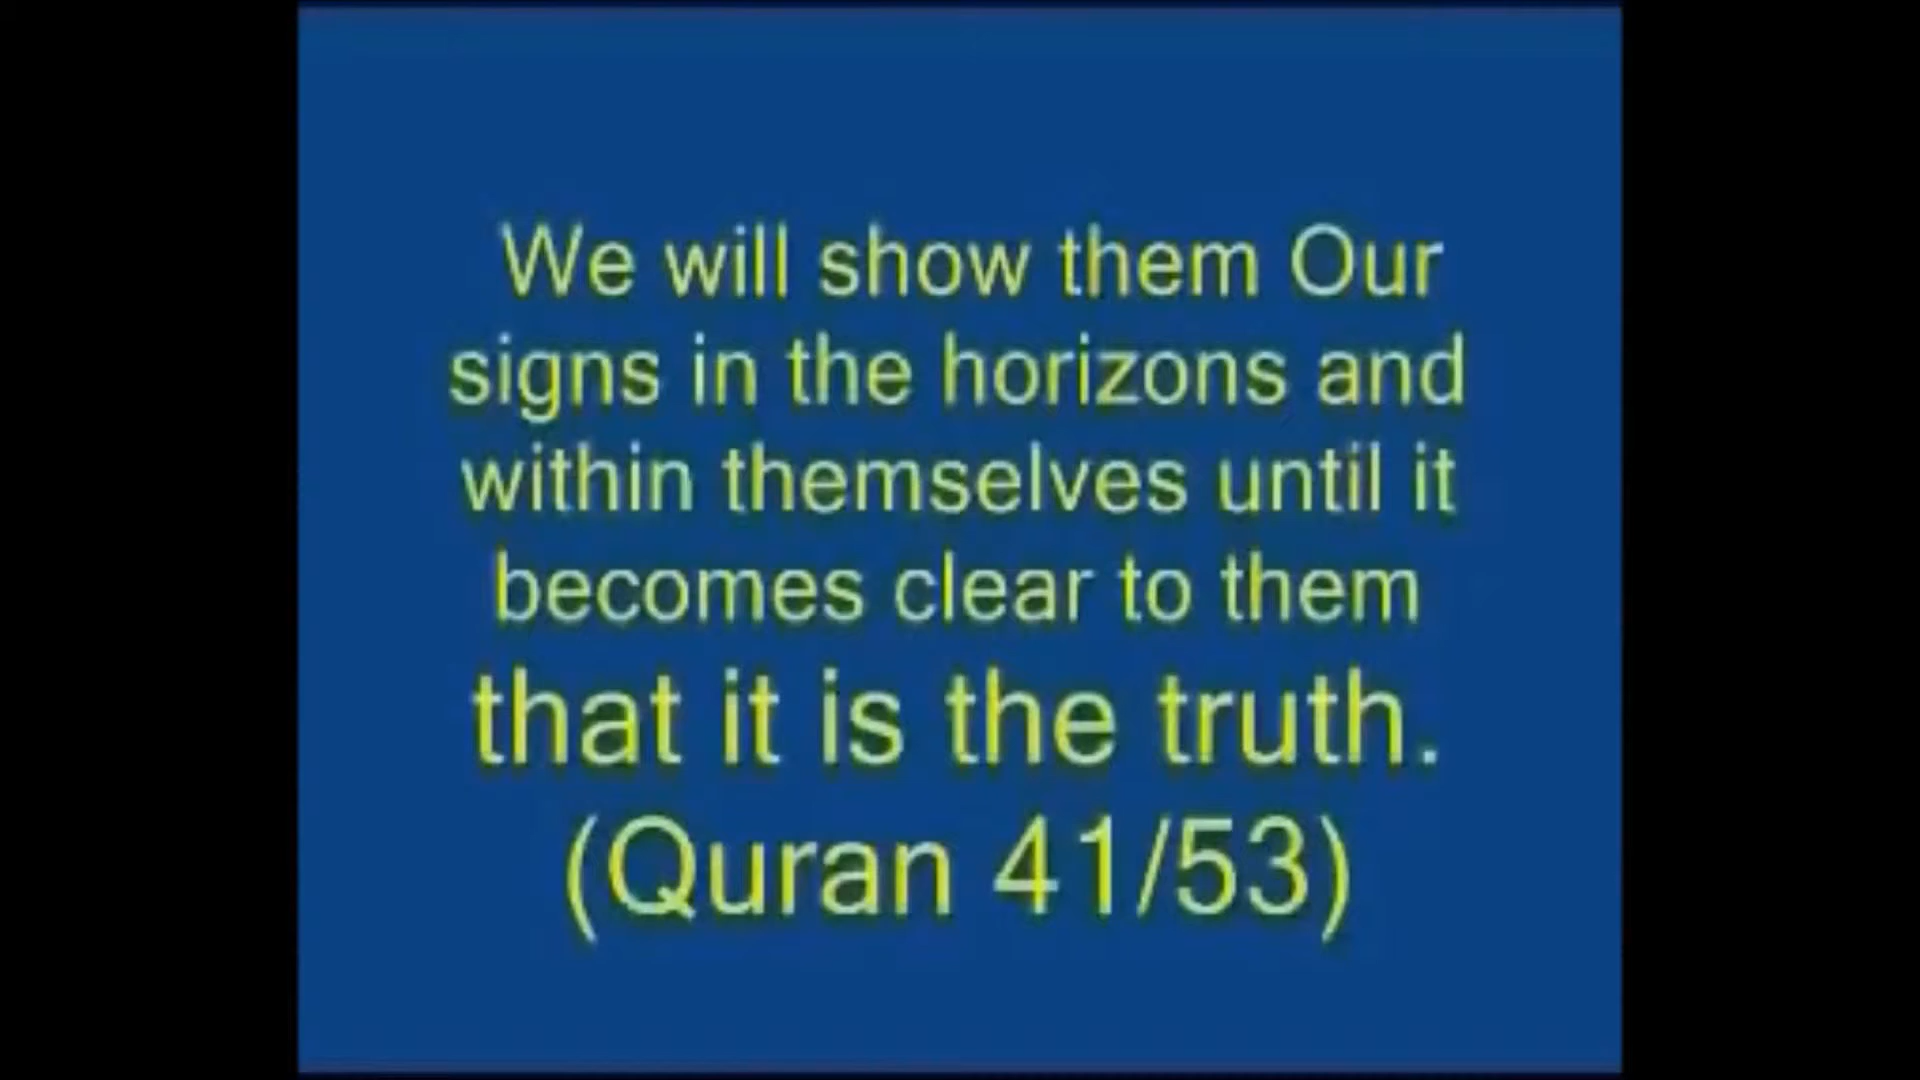 We will show them Our
signs in the horizons and
within themselves until it
becomes clear to them
that it is the truth.
(Quran 41/53)